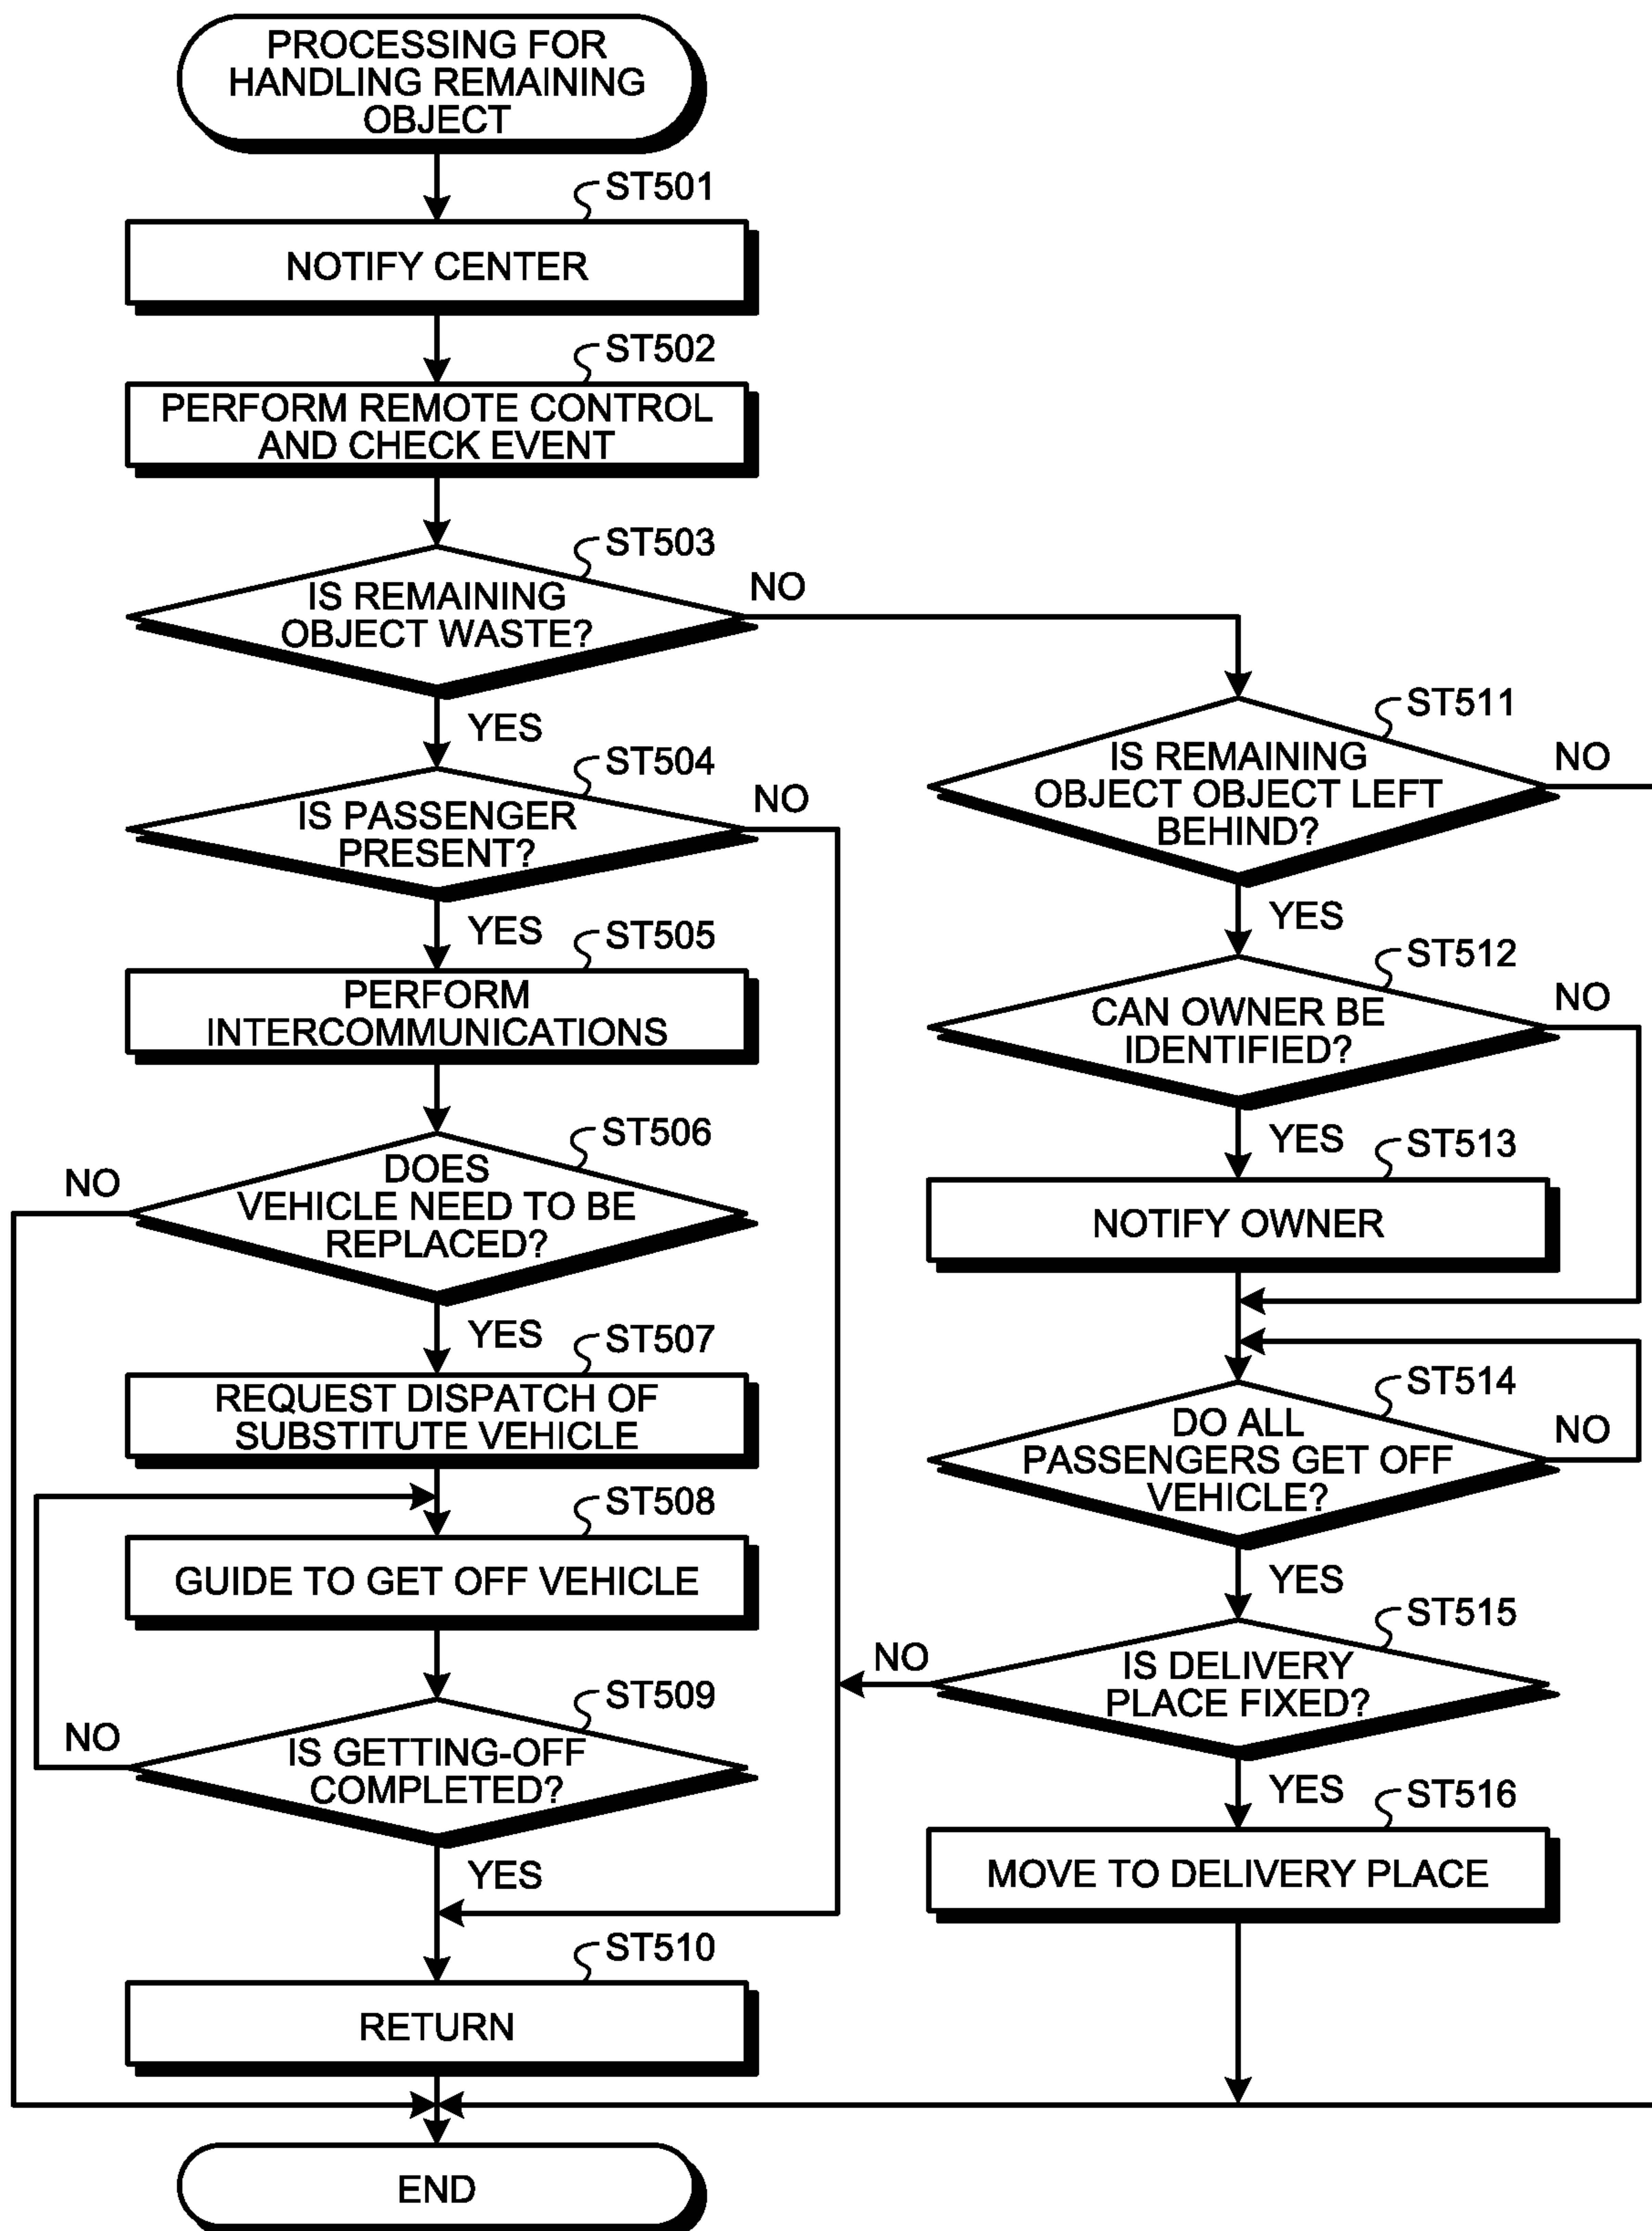 PROCESSING FOR
HANDLING REMAINING
OBJECT
ST501
NOTIFY CENTER
ST502
PERFORM REMOTE CONTROL
AND CHECK EVENT
ST503
IS REMAINING
OBJECT WASTE?
NO
YES
ST504
IS PASSENGER
PRESENT?
NO
YES
ST505
PERFORM
INTERCOMMUNICATIONS
ST506
DOES
VEHICLE NEED TO BE
REPLACED?
NO
YES
ST507
REQUEST DISPATCH OF
SUBSTITUTE VEHICLE
ST508
GUIDE TO GET OFF VEHICLE
ST509
IS GETTING-OFF
COMPLETED?
NO
YES
ST510
RETURN
END
ST511
IS REMAINING
OBJECT OBJECT LEFT
BEHIND?
NO
YES
ST512
CAN OWNER BE
IDENTIFIED?
NO
YES
ST513
NOTIFY OWNER
ST514
DO ALL
PASSENGERS GET OFF
VEHICLE?
NO
YES
ST515
IS DELIVERY
PLACE FIXED?
NO
YES
ST516
MOVE TO DELIVERY PLACE